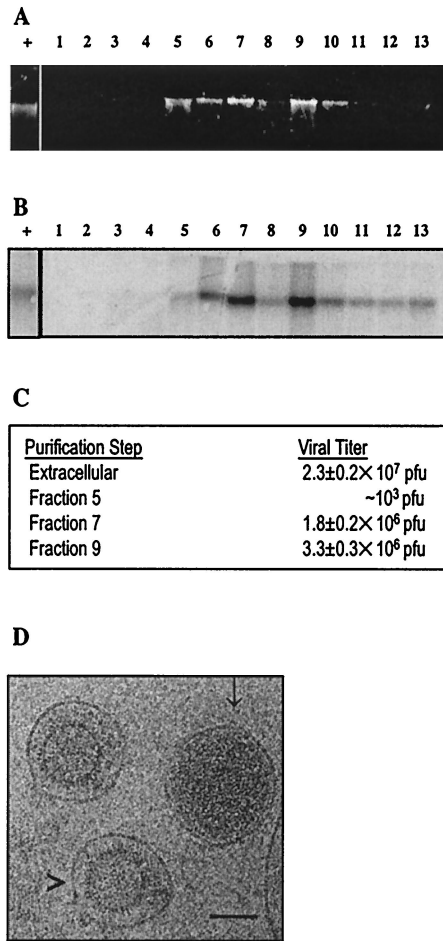 A
+ 1 2 3 4 5 6 7 8 9 10 11 12 13
B
+ 1 2 3 4 5 6 7 8 9 10 11 12 13
C
Purification Step Viral Titer
Extracellular 2.3±0.2×10⁷ pfu
Fraction 5 ~10³ pfu
Fraction 7 1.8±0.2×10⁶ pfu
Fraction 9 3.3±0.3×10⁶ pfu
D